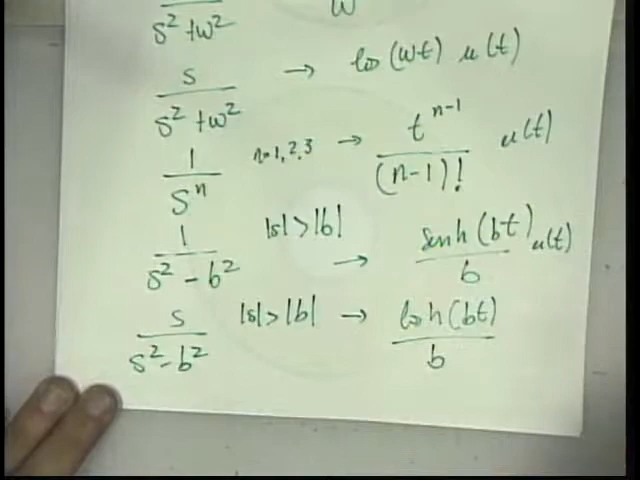 s² + w² w
s / (s² + w²) → cos(wt) u(t)
1 / sⁿ n=1,2,3 → tⁿ⁻¹ / (n-1)! u(t)
1 / (s² - b²) |s| > |b| → senh(bt) / b u(t)
s / (s² - b²) |s| > |b| → cosh(bt) / b